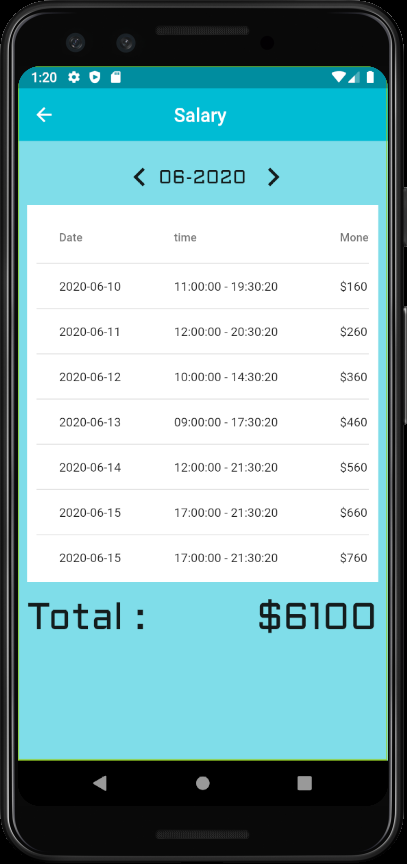 1:20
Salary
06-2020
Date time Mone
2020-06-10 11:00:00 - 19:30:20 $160
2020-06-11 12:00:00 - 20:30:20 $260
2020-06-12 10:00:00 - 14:30:20 $360
2020-06-13 09:00:00 - 17:30:20 $460
2020-06-14 12:00:00 - 21:30:20 $560
2020-06-15 17:00:00 - 21:30:20 $660
2020-06-15 17:00:00 - 21:30:20 $760
Total : $6100